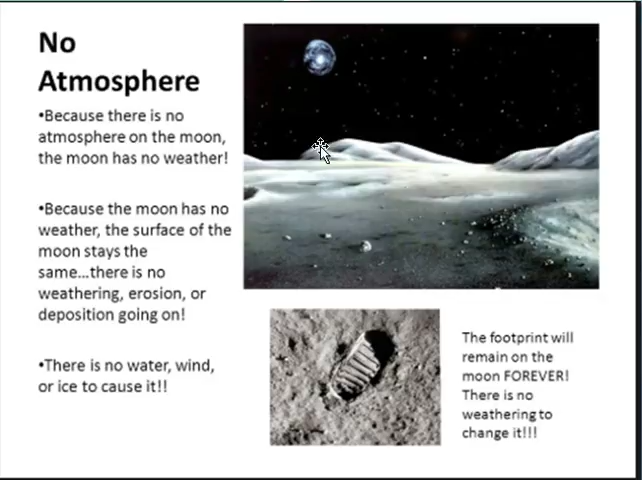 No
Atmosphere
•Because there is no
atmosphere on the moon,
the moon has no weather!
•Because the moon has no
weather, the surface of the
moon stays the
same...there is no
weathering, erosion, or
deposition going on!
•There is no water, wind,
or ice to cause it!!
The footprint will
remain on the
moon FOREVER!
There is no
weathering to
change it!!!